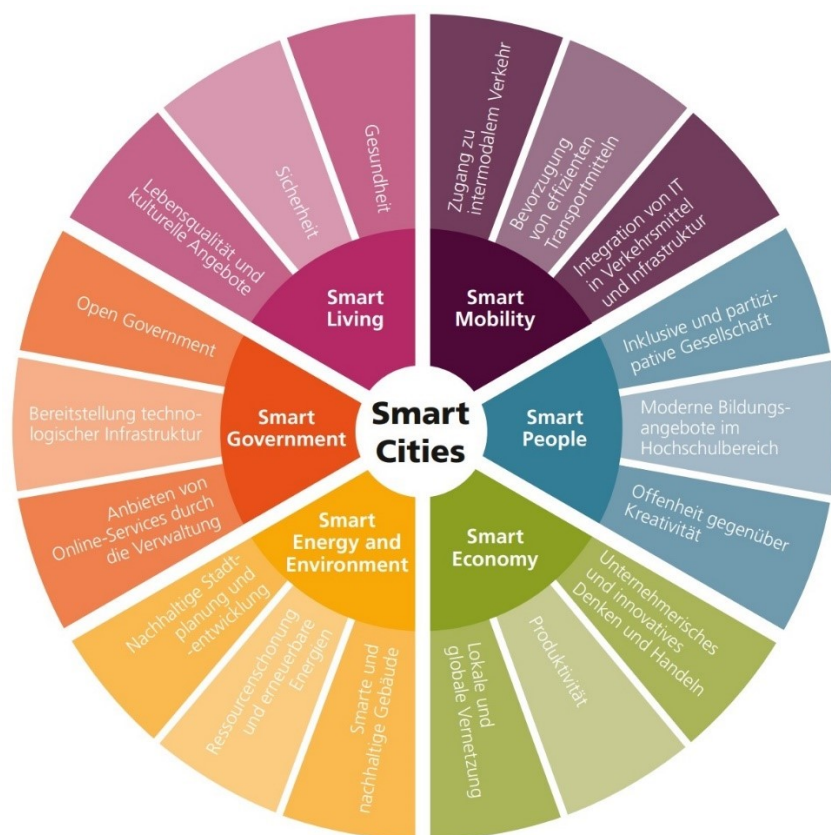 Smart
Cities
Smart
Mobility
Zugang zu
intermodalem Verkehr
Bevorzugung
von effizienten
Transportmitteln
Integration von IT
in Verkehrsmittel
und Infrastruktur
Smart
People
Inklusive und partizi-
pative Gesellschaft
Moderne Bildungs-
angebote im
Hochschulbereich
Offenheit gegenüber
Kreativität
Smart
Economy
Unternehmerisches
und innovatives
Denken und Handeln
Produktivität
Lokale und
globale Vernetzung
Smart
Energy and
Environment
Smarte und
nachhaltige Gebäude
Ressourcenschonung
und erneuerbare
Energien
Nachhaltige Stadt-
planung und
-entwicklung
Smart
Government
Anbieten von
Online-Services durch
die Verwaltung
Bereitstellung techno-
logischer Infrastruktur
Open Government
Smart
Living
Lebensqualität und
kulturelle Angebote
Sicherheit
Gesundheit